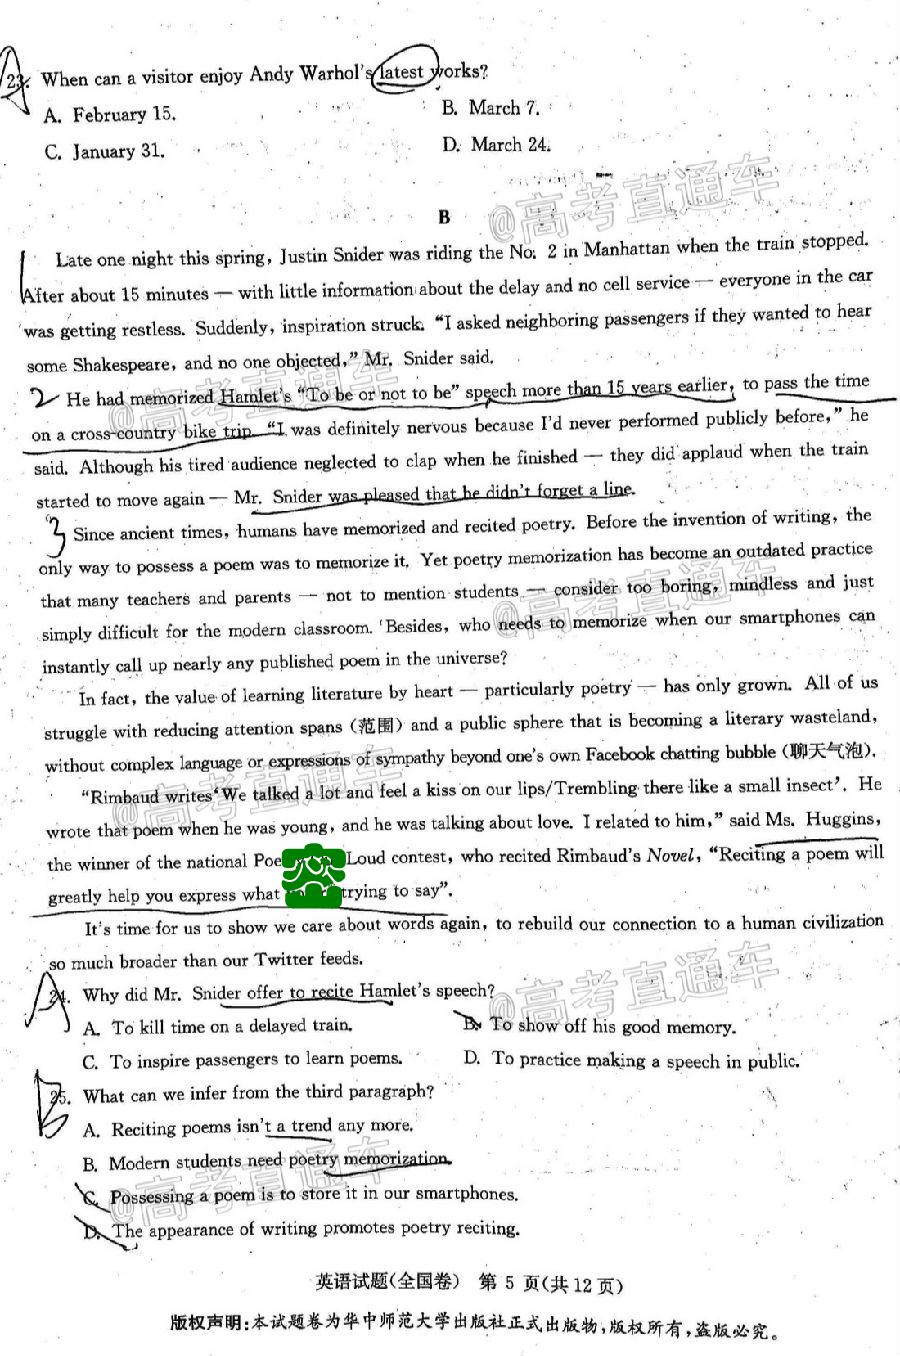 23. When can a visitor enjoy Andy Warhol's latest works?
A. February 15.
B. March 7.
C. January 31.
D. March 24.
@高考直通车
B
Late one night this spring, Justin Snider was riding the No. 2 in Manhattan when the train stopped.
After about 15 minutes — with little information about the delay and no cell service — everyone in the car
was getting restless. Suddenly, inspiration struck. “I asked neighboring passengers if they wanted to hear
some Shakespeare, and no one objected,” Mr. Snider said.
2 He had memorized Hamlet's “To be or not to be” speech more than 15 years earlier, to pass the time
on a cross-country bike trip. “I was definitely nervous because I'd never performed publicly before,” he
said. Although his tired audience neglected to clap when he finished — they did applaud when the train
started to move again — Mr. Snider was pleased that he didn't forget a line.
3 Since ancient times, humans have memorized and recited poetry. Before the invention of writing, the
only way to possess a poem was to memorize it. Yet poetry memorization has become an outdated practice
that many teachers and parents — not to mention students — consider too boring, mindless and just
simply difficult for the modern classroom. Besides, who needs to memorize when our smartphones can
instantly call up nearly any published poem in the universe?
In fact, the value of learning literature by heart — particularly poetry — has only grown. All of us
struggle with reducing attention spans (范围) and a public sphere that is becoming a literary wasteland,
without complex language or expressions of sympathy beyond one's own Facebook chatting bubble (聊天气泡).
“Rimbaud writes‘We talked a lot and feel a kiss on our lips/Trembling there like a small insect’. He
wrote that poem when he was young, and he was talking about love. I related to him,” said Ms. Huggins,
the winner of the national Poe Loud contest, who recited Rimbaud's Novel, “Reciting a poem will
greatly help you express what trying to say”.
It's time for us to show we care about words again, to rebuild our connection to a human civilization
so much broader than our Twitter feeds.
A 24. Why did Mr. Snider offer to recite Hamlet's speech?
A. To kill time on a delayed train.
B. To show off his good memory.
C. To inspire passengers to learn poems.
D. To practice making a speech in public.
B 25. What can we infer from the third paragraph?
A. Reciting poems isn't a trend any more.
B. Modern students need poetry memorization.
C. Possessing a poem is to store it in our smartphones.
D. The appearance of writing promotes poetry reciting.
英语试题(全国卷) 第 5 页(共12页)
版权声明:本试题卷为华中师范大学出版社正式出版物,版权所有,盗版必究。